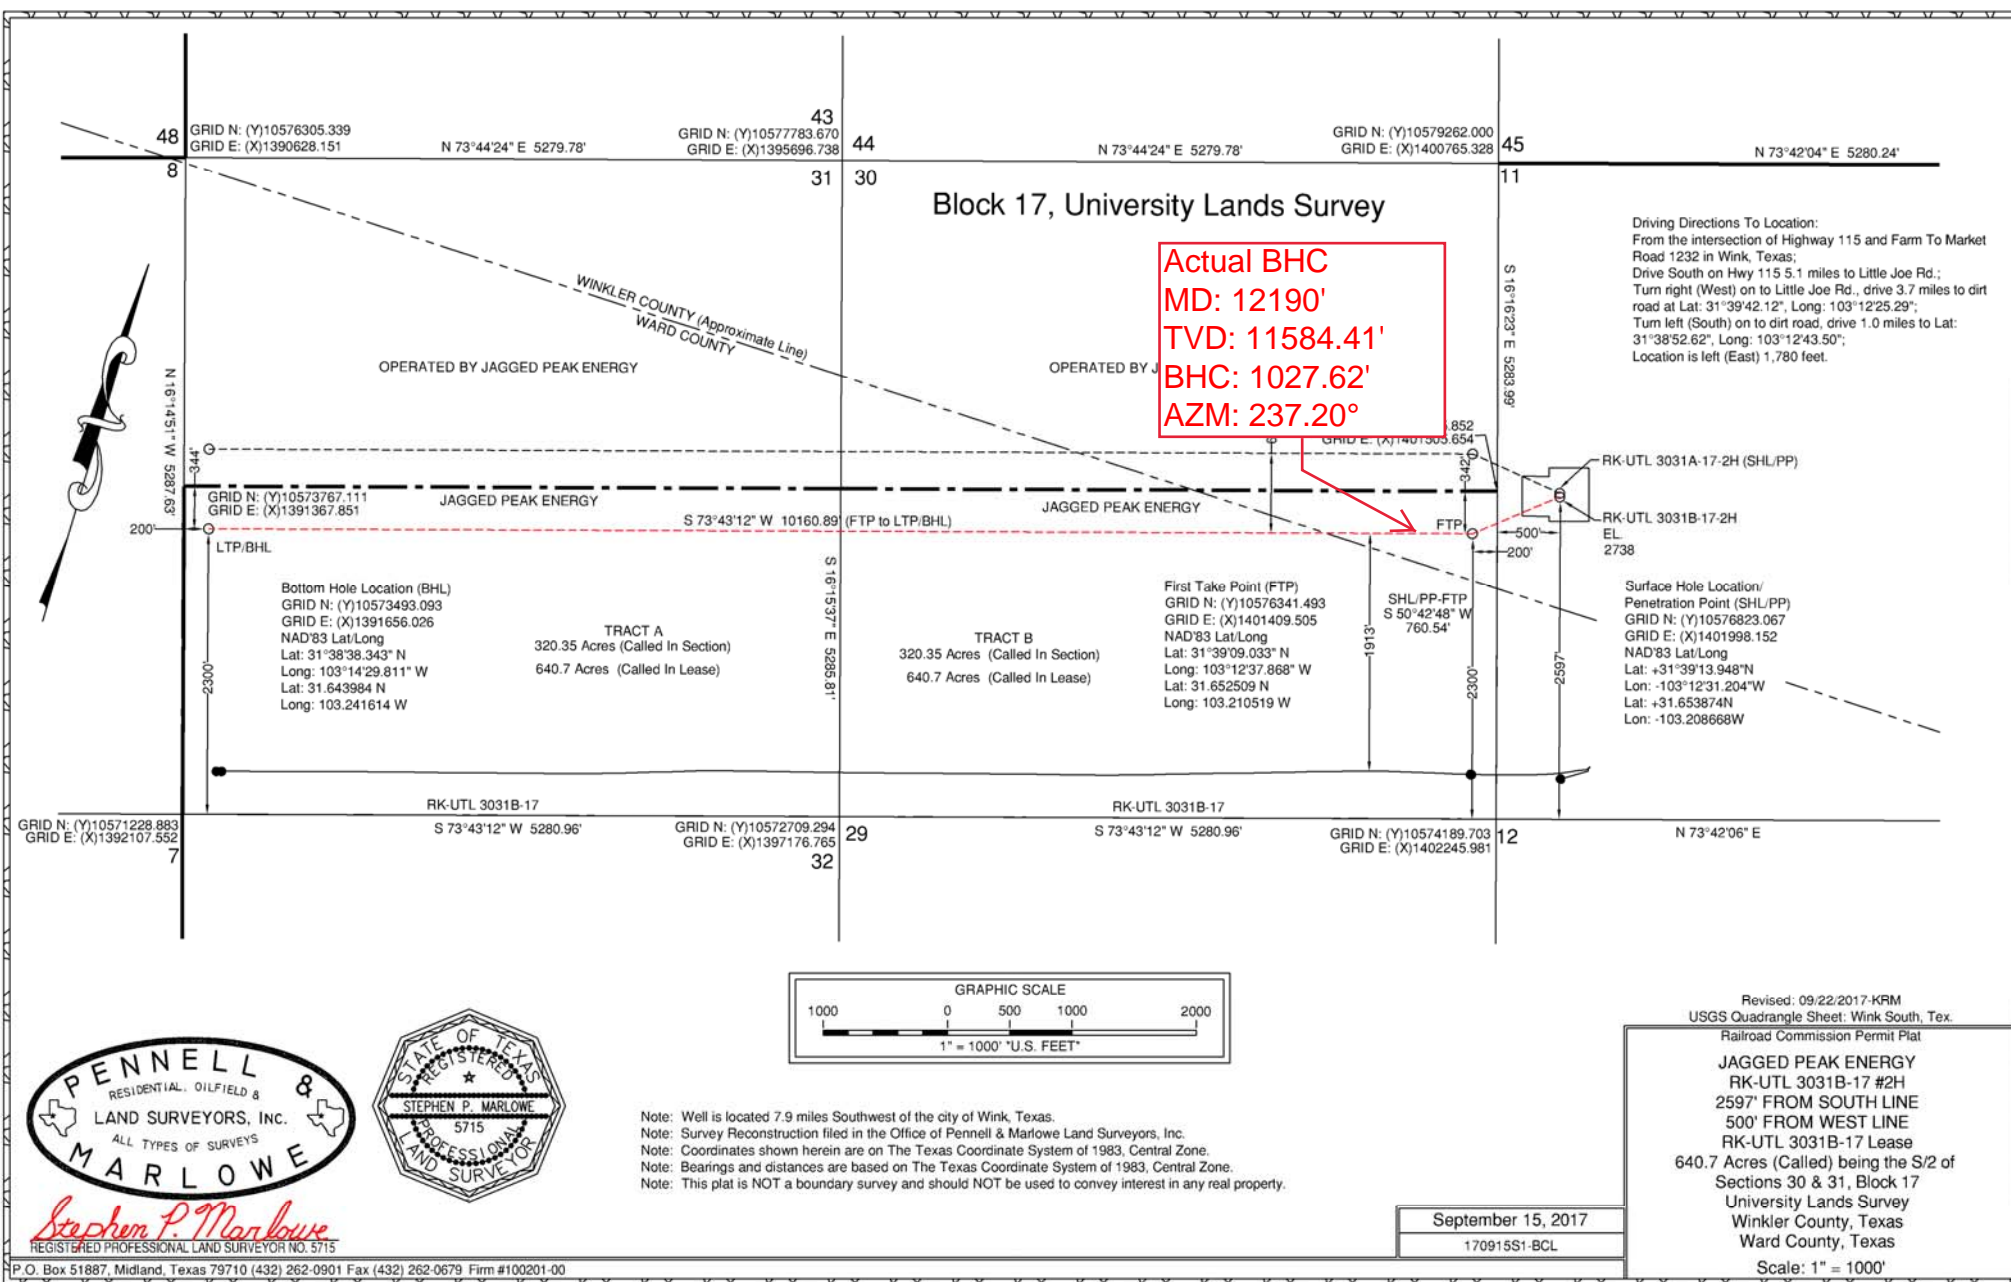 48
GRID N: (Y)10576305.339
GRID E: (X)1390628.151
8
N 73°44'24" E 5279.78'
43
GRID N: (Y)10577783.670
GRID E: (X)1395696.738
44
31 30
N 73°44'24" E 5279.78'
GRID N: (Y)10579262.000
GRID E: (X)1400765.328
45
11
N 73°42'04" E 5280.24'
Block 17, University Lands Survey
Driving Directions To Location:
From the intersection of Highway 115 and Farm To Market
Road 1232 in Wink, Texas;
Drive South on Hwy 115 5.1 miles to Little Joe Rd.;
Turn right (West) on to Little Joe Rd., drive 3.7 miles to dirt
road at Lat: 31°39'42.12", Long: 103°12'25.29";
Turn left (South) on to dirt road, drive 1.0 miles to Lat:
31°38'52.62", Long: 103°12'43.50";
Location is left (East) 1,780 feet.
Actual BHC
MD: 12190'
TVD: 11584.41'
BHC: 1027.62'
AZM: 237.20°
WINKLER COUNTY (Approximate Line)
WARD COUNTY
S 16°16'23" E 5283.99'
N 16°14'51" W 5287.63'
OPERATED BY JAGGED PEAK ENERGY
OPERATED BY J
.852
GRID E: (X)1401505.654
344'
342'
RK-UTL 3031A-17-2H (SHL/PP)
GRID N: (Y)10573767.111
GRID E: (X)1391367.851
JAGGED PEAK ENERGY
JAGGED PEAK ENERGY
S 73°43'12" W 10160.89' (FTP to LTP/BHL)
200'
LTP/BHL
FTP
500'
200'
RK-UTL 3031B-17-2H
EL.
2738
S 16°15'37" E 5285.81'
Bottom Hole Location (BHL)
GRID N: (Y)10573493.093
GRID E: (X)1391656.026
NAD'83 Lat/Long
Lat: 31°38'38.343" N
Long: 103°14'29.811" W
Lat: 31.643984 N
Long: 103.241614 W
TRACT A
320.35 Acres (Called In Section)
640.7 Acres (Called In Lease)
TRACT B
320.35 Acres (Called In Section)
640.7 Acres (Called In Lease)
First Take Point (FTP)
GRID N: (Y)10576341.493
GRID E: (X)1401409.505
NAD'83 Lat/Long
Lat: 31°39'09.033" N
Long: 103°12'37.868" W
Lat: 31.652509 N
Long: 103.210519 W
SHL/PP-FTP
S 50°42'48" W
760.54'
Surface Hole Location/
Penetration Point (SHL/PP)
GRID N: (Y)10576823.067
GRID E: (X)1401998.152
NAD'83 Lat/Long
Lat: +31°39'13.948"N
Lon: -103°12'31.204"W
Lat: +31.653874N
Lon: -103.208668W
2300'
1913'
2300'
2597'
RK-UTL 3031B-17
RK-UTL 3031B-17
GRID N: (Y)10571228.883
GRID E: (X)1392107.552
7
S 73°43'12" W 5280.96'
GRID N: (Y)10572709.294
GRID E: (X)1397176.765
29
32
S 73°43'12" W 5280.96'
GRID N: (Y)10574189.703
GRID E: (X)1402245.981
12
N 73°42'06" E
GRAPHIC SCALE
1000 0 500 1000 2000
1" = 1000' "U.S. FEET"
PENNELL &
RESIDENTIAL, OILFIELD &
LAND SURVEYORS, INC.
ALL TYPES OF SURVEYS
MARLOWE
STATE OF TEXAS
REGISTERED
STEPHEN P. MARLOWE
5715
PROFESSIONAL
LAND SURVEYOR
Stephen P. Marlowe
REGISTERED PROFESSIONAL LAND SURVEYOR NO. 5715
P.O. Box 51887, Midland, Texas 79710 (432) 262-0901 Fax (432) 262-0679 Firm #100201-00
Note: Well is located 7.9 miles Southwest of the city of Wink, Texas.
Note: Survey Reconstruction filed in the Office of Pennell & Marlowe Land Surveyors, Inc.
Note: Coordinates shown herein are on The Texas Coordinate System of 1983, Central Zone.
Note: Bearings and distances are based on The Texas Coordinate System of 1983, Central Zone.
Note: This plat is NOT a boundary survey and should NOT be used to convey interest in any real property.
September 15, 2017
170915S1-BCL
Revised: 09/22/2017-KRM
USGS Quadrangle Sheet: Wink South, Tex.
Railroad Commission Permit Plat
JAGGED PEAK ENERGY
RK-UTL 3031B-17 #2H
2597' FROM SOUTH LINE
500' FROM WEST LINE
RK-UTL 3031B-17 Lease
640.7 Acres (Called) being the S/2 of
Sections 30 & 31, Block 17
University Lands Survey
Winkler County, Texas
Ward County, Texas
Scale: 1" = 1000'